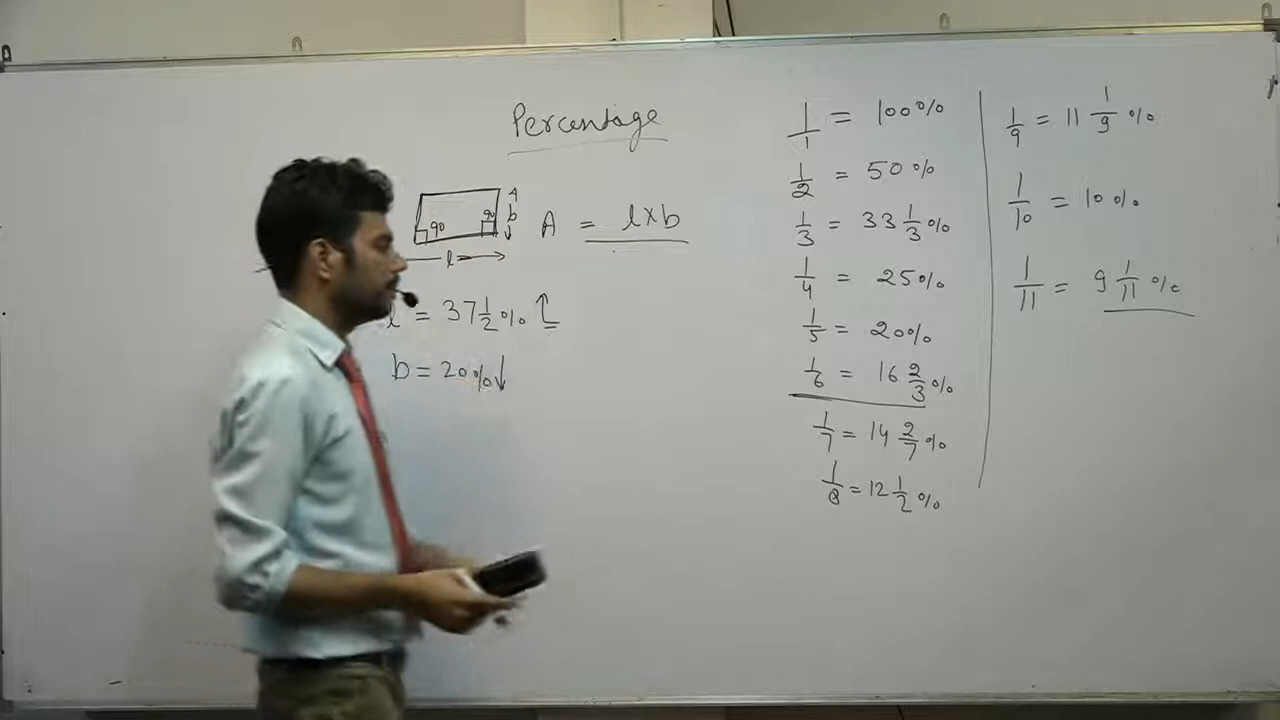 Percentage
90 90 b
l
A = l×b
l = 37 1/2 % ↑
b = 20% ↓
1/1 = 100%
1/2 = 50%
1/3 = 33 1/3 %
1/4 = 25%
1/5 = 20%
1/6 = 16 2/3 %
1/7 = 14 2/7 %
1/8 = 12 1/2 %
1/9 = 11 1/9 %
1/10 = 10%
1/11 = 9 1/11 %